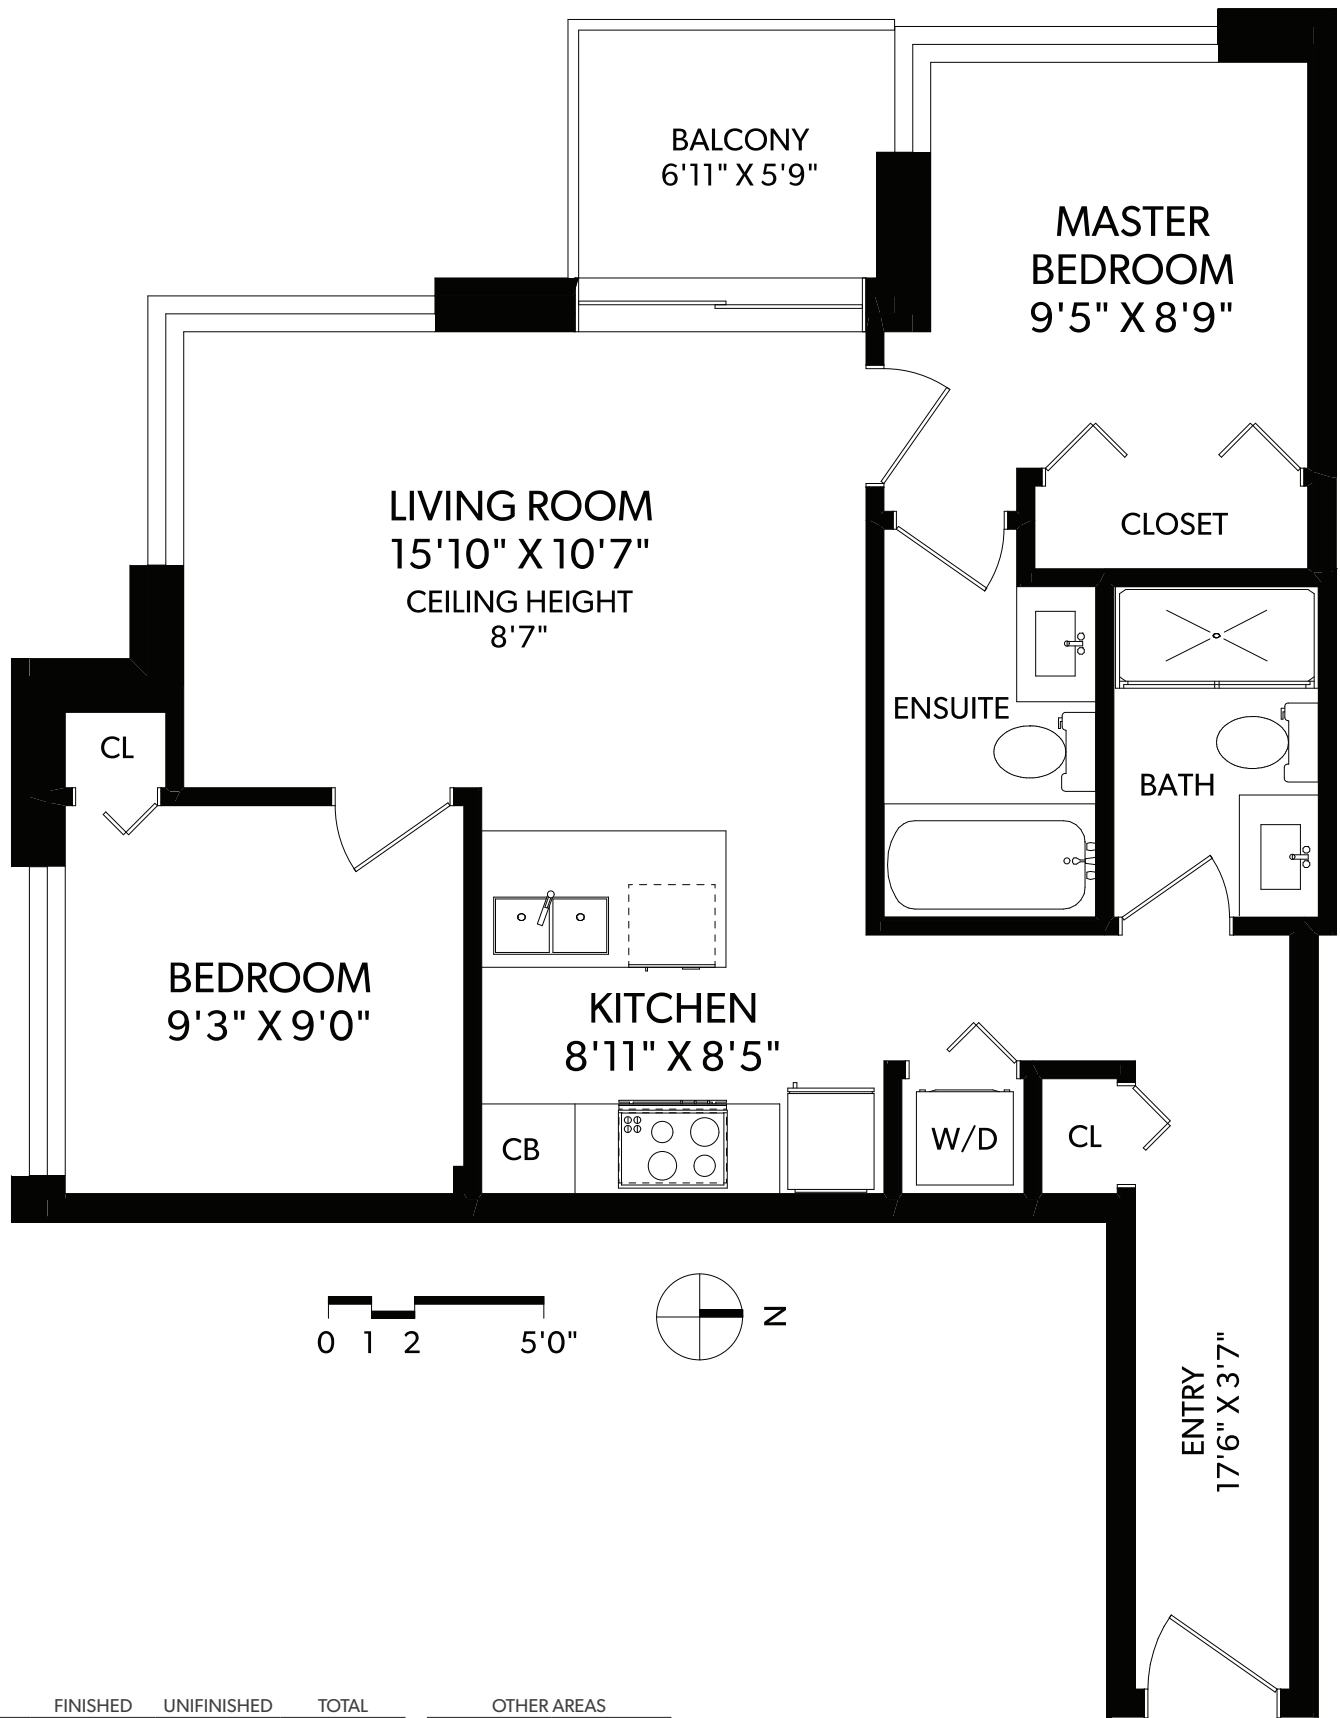 BALCONY
6'11" X 5'9"
MASTER
BEDROOM
9'5" X 8'9"
LIVING ROOM
15'10" X 10'7"
CEILING HEIGHT
8'7"
CLOSET
ENSUITE
CL
BATH
BEDROOM
9'3" X 9'0"
KITCHEN
8'11" X 8'5"
CB
W/D
CL
0 1 2 5'0"
N
ENTRY
17'6" X 3'7"
FINISHED UNIFINISHED TOTAL OTHER AREAS